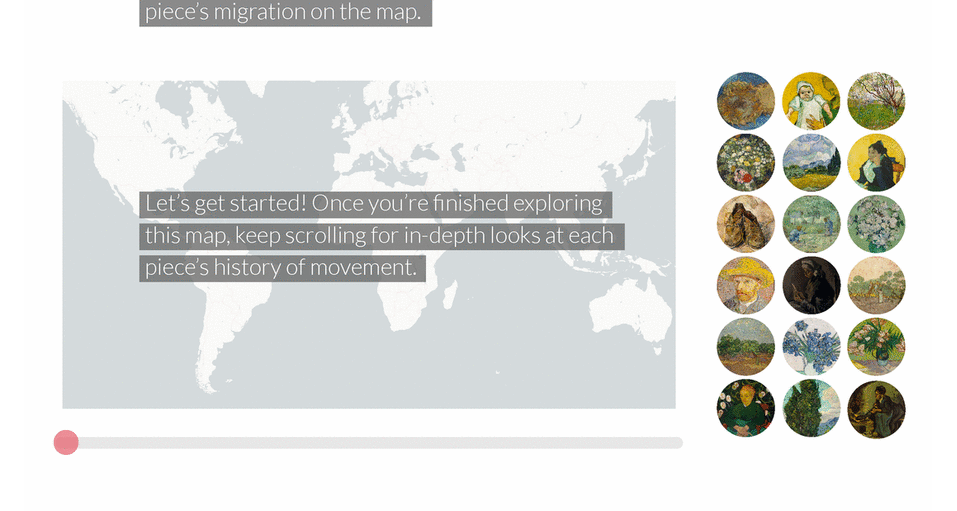 piece’s migration on the map.
Let’s get started! Once you’re finished exploring
this map, keep scrolling for in-depth looks at each
piece’s history of movement.